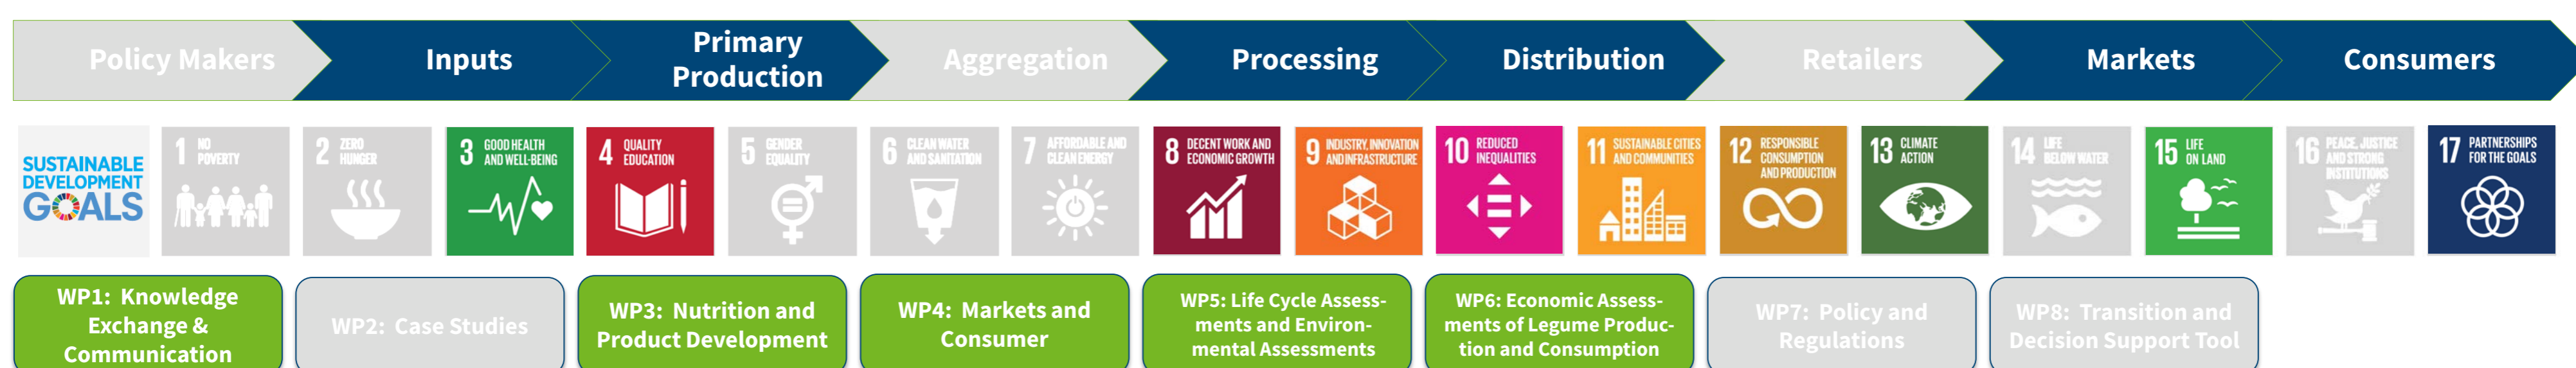 Policy Makers
Inputs
Primary
Production
Aggregation
Processing
Distribution
Retailers
Markets
Consumers
SUSTAINABLE
DEVELOPMENT
GOALS
1 NO
POVERTY
2 ZERO
HUNGER
3 GOOD HEALTH
AND WELL-BEING
4 QUALITY
EDUCATION
5 GENDER
EQUALITY
6 CLEAN WATER
AND SANITATION
7 AFFORDABLE AND
CLEAN ENERGY
8 DECENT WORK AND
ECONOMIC GROWTH
9 INDUSTRY, INNOVATION
AND INFRASTRUCTURE
10 REDUCED
INEQUALITIES
11 SUSTAINABLE CITIES
AND COMMUNITIES
12 RESPONSIBLE
CONSUMPTION
AND PRODUCTION
13 CLIMATE
ACTION
14 LIFE
BELOW WATER
15 LIFE
ON LAND
16 PEACE, JUSTICE
AND STRONG
INSTITUTIONS
17 PARTNERSHIPS
FOR THE GOALS
WP1: Knowledge
Exchange &
Communication
WP2: Case Studies
WP3: Nutrition and
Product Development
WP4: Markets and
Consumer
WP5: Life Cycle Assess-
ments and Environ-
mental Assessments
WP6: Economic Assess-
ments of Legume Produc-
tion and Consumption
WP7: Policy and
Regulations
WP8: Transition and
Decision Support Tool